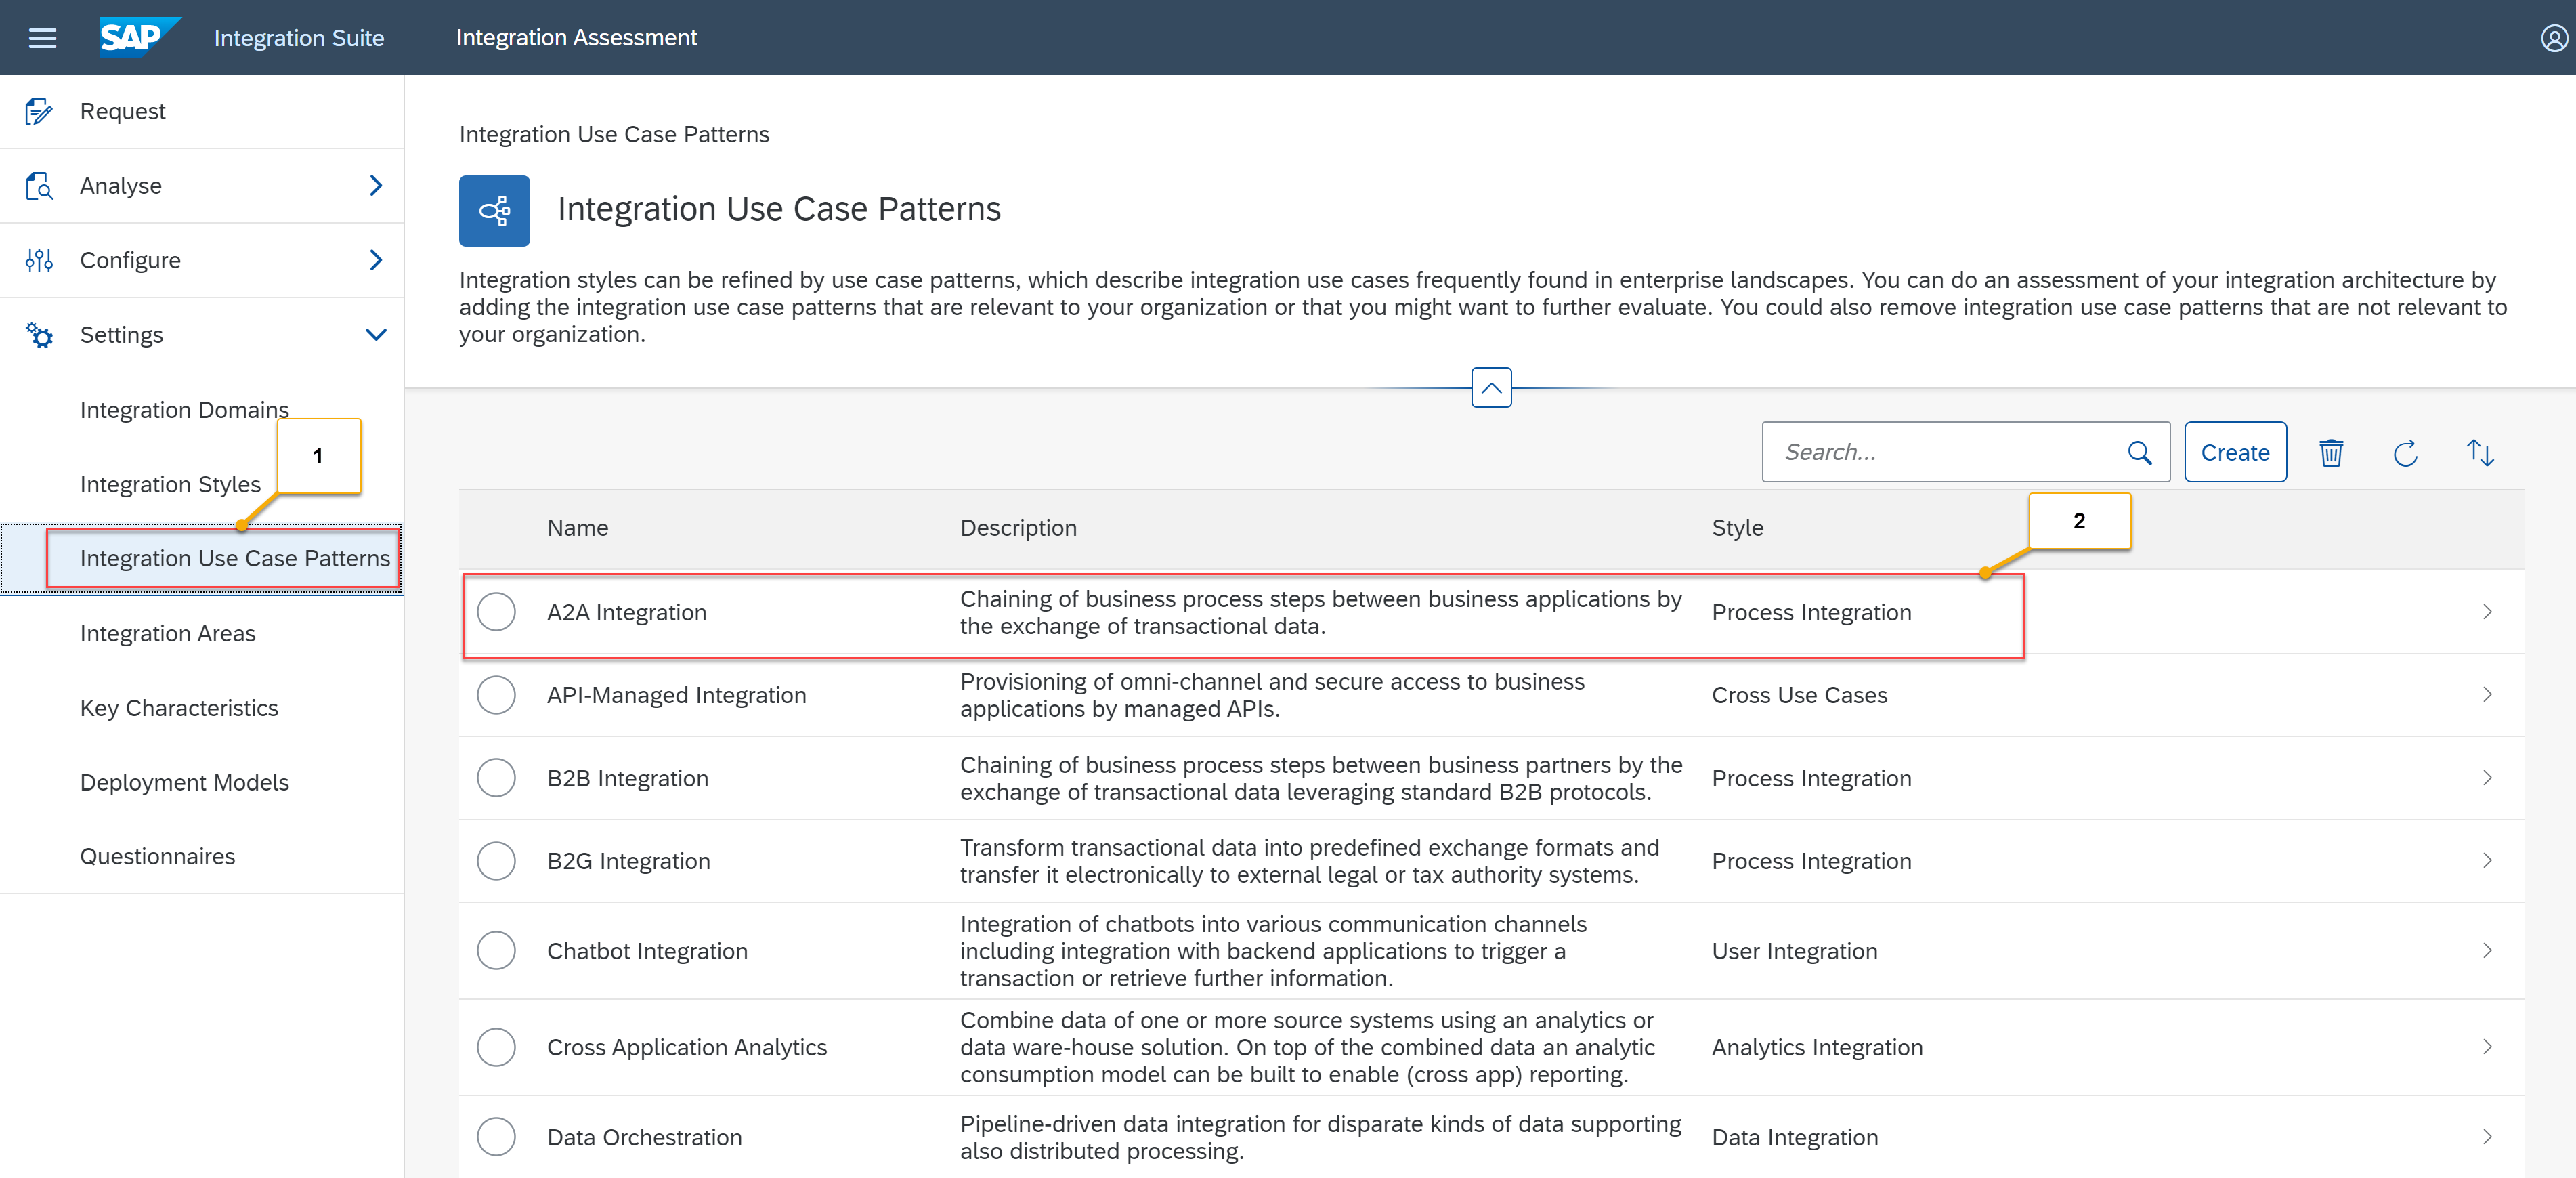 SAP Integration Suite Integration Assessment
Request
Analyse
Configure
Settings
Integration Domains
1
Integration Styles
Integration Use Case Patterns
Integration Areas
Key Characteristics
Deployment Models
Questionnaires
Integration Use Case Patterns
Integration Use Case Patterns
Integration styles can be refined by use case patterns, which describe integration use cases frequently found in enterprise landscapes. You can do an assessment of your integration architecture by
adding the integration use case patterns that are relevant to your organization or that you might want to further evaluate. You could also remove integration use case patterns that are not relevant to
your organization.
Search... Create
2
Name Description Style
A2A Integration
Chaining of business process steps between business applications by
the exchange of transactional data.
Process Integration
API-Managed Integration
Provisioning of omni-channel and secure access to business
applications by managed APIs.
Cross Use Cases
B2B Integration
Chaining of business process steps between business partners by the
exchange of transactional data leveraging standard B2B protocols.
Process Integration
B2G Integration
Transform transactional data into predefined exchange formats and
transfer it electronically to external legal or tax authority systems.
Process Integration
Chatbot Integration
Integration of chatbots into various communication channels
including integration with backend applications to trigger a
transaction or retrieve further information.
User Integration
Cross Application Analytics
Combine data of one or more source systems using an analytics or
data ware-house solution. On top of the combined data an analytic
consumption model can be built to enable (cross app) reporting.
Analytics Integration
Data Orchestration
Pipeline-driven data integration for disparate kinds of data supporting
also distributed processing.
Data Integration